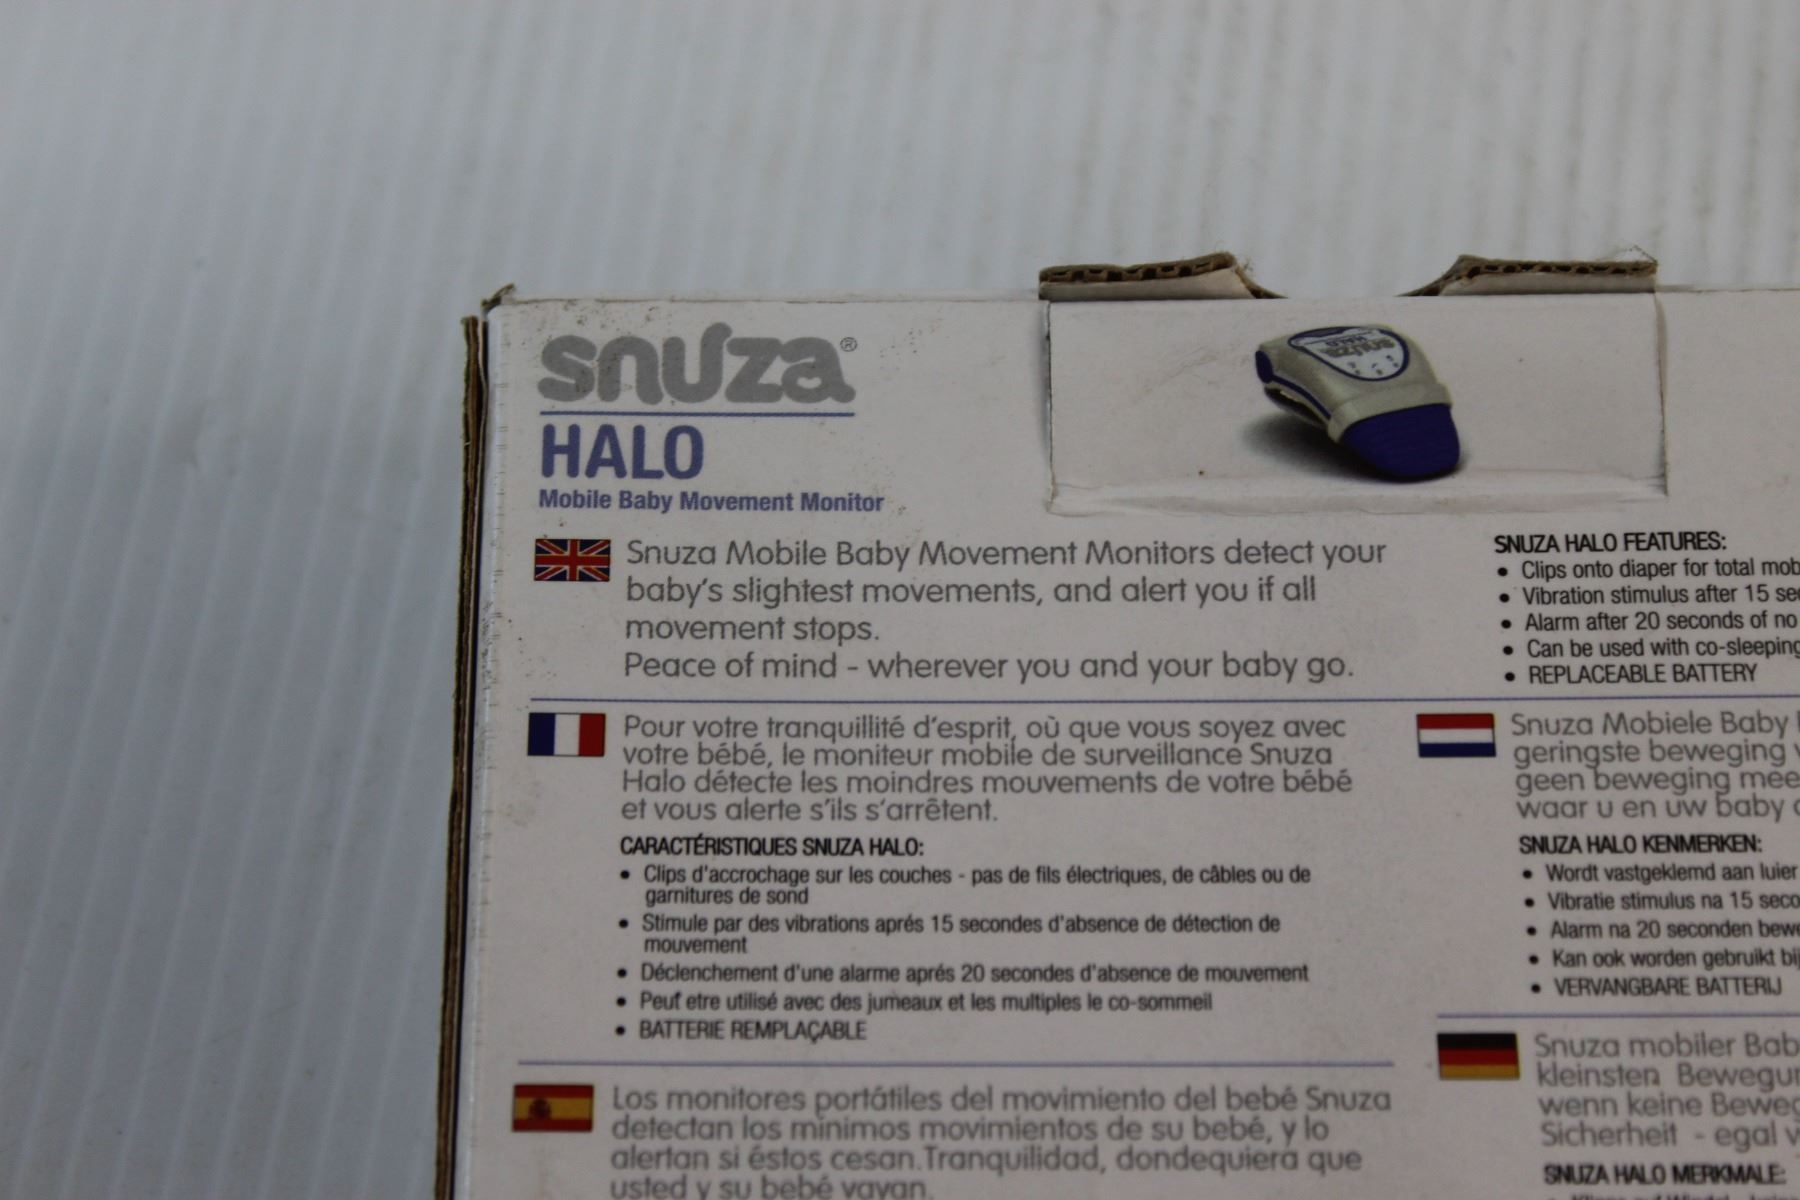 snuza®
HALO
Mobile Baby Movement Monitor
snuza
HALO
Snuza Mobile Baby Movement Monitors detect your
baby's slightest movements, and alert you if all
movement stops.
Peace of mind - wherever you and your baby go.
SNUZA HALO FEATURES:
• Clips onto diaper for total
• Vibration stimulus after 15
• Alarm after 20 seconds of no
• Can be used with co-sleeping
• REPLACEABLE BATTERY
Pour votre tranquillité d'esprit, où que vous soyez avec
votre bébé, le moniteur mobile de surveillance Snuza
Halo détecte les moindres mouvements de votre bébé
et vous alerte s'ils s'arrêtent.
CARACTÉRISTIQUES SNUZA HALO:
• Clips d'accrochage sur les couches - pas de fils électriques, de câbles ou de
garnitures de sond
• Stimule par des vibrations aprés 15 secondes d'absence de détection de
mouvement
• Déclenchement d'une alarme aprés 20 secondes d'absence de mouvement
• Peut etre utilisé avec des jumeaux et les multiples le co-sommeil
• BATTERIE REMPLAÇABLE
Snuza Mobiele Baby
geringste beweging
geen beweging
waar u en uw baby
SNUZA HALO KENMERKEN:
• Wordt vastgeklemd aan luier
• Vibratie stimulus na 15
• Alarm na 20 seconden
• Kan ook worden gebruikt
• VERVANGBARE BATTERIJ
Los monitores portátiles del movimiento del bebé Snuza
detectan los minimos movimientos de su bebé, y lo
alertan si éstos cesan.Tranquilidad, dondequiera que
usted y su bebé vayan.
Snuza mobiler
kleinsten
wenn keine
Sicherheit - egal
SNUZA HALO MERKMALE: